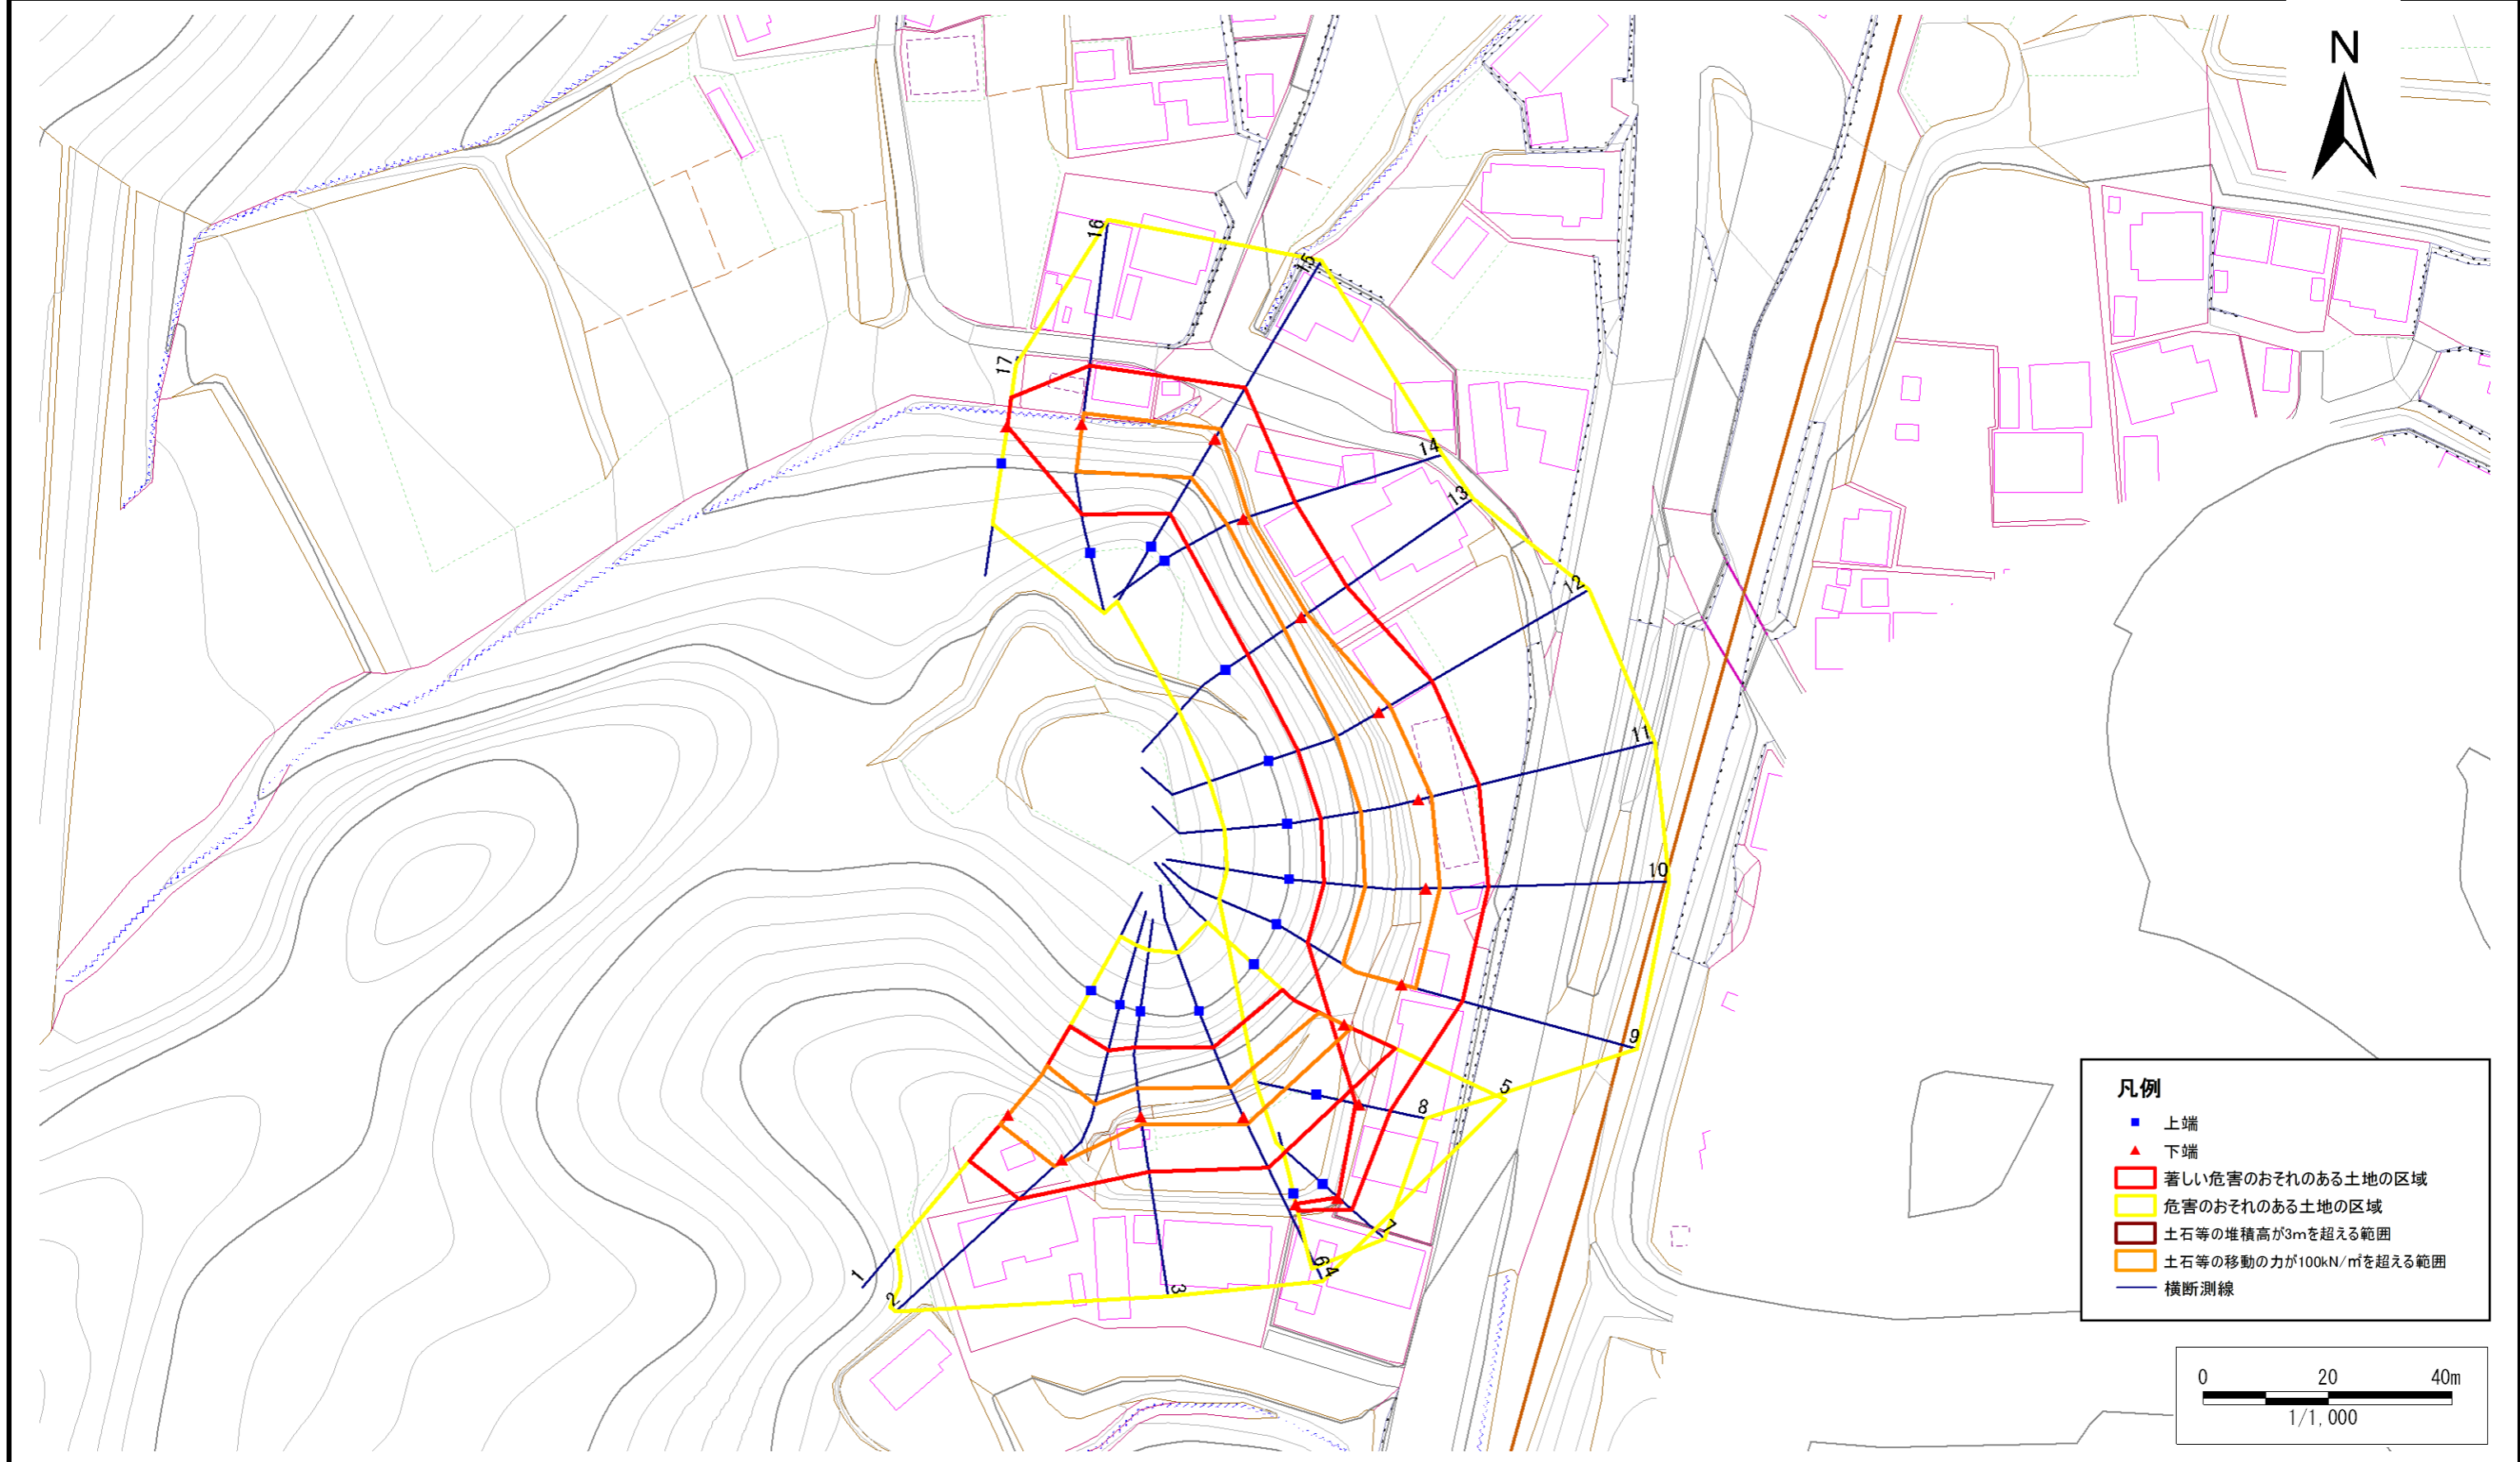 N
16
15
17
14
13
12
11
10
9
5
8
7
6
4
3
2
1
凡例
上端
下端
著しい危害のおそれのある土地の区域
危害のおそれのある土地の区域
土石等の堆積高が3mを超える範囲
土石等の移動の力が100kN/㎡を超える範囲
横断測線
0 20 40m
1/1,000